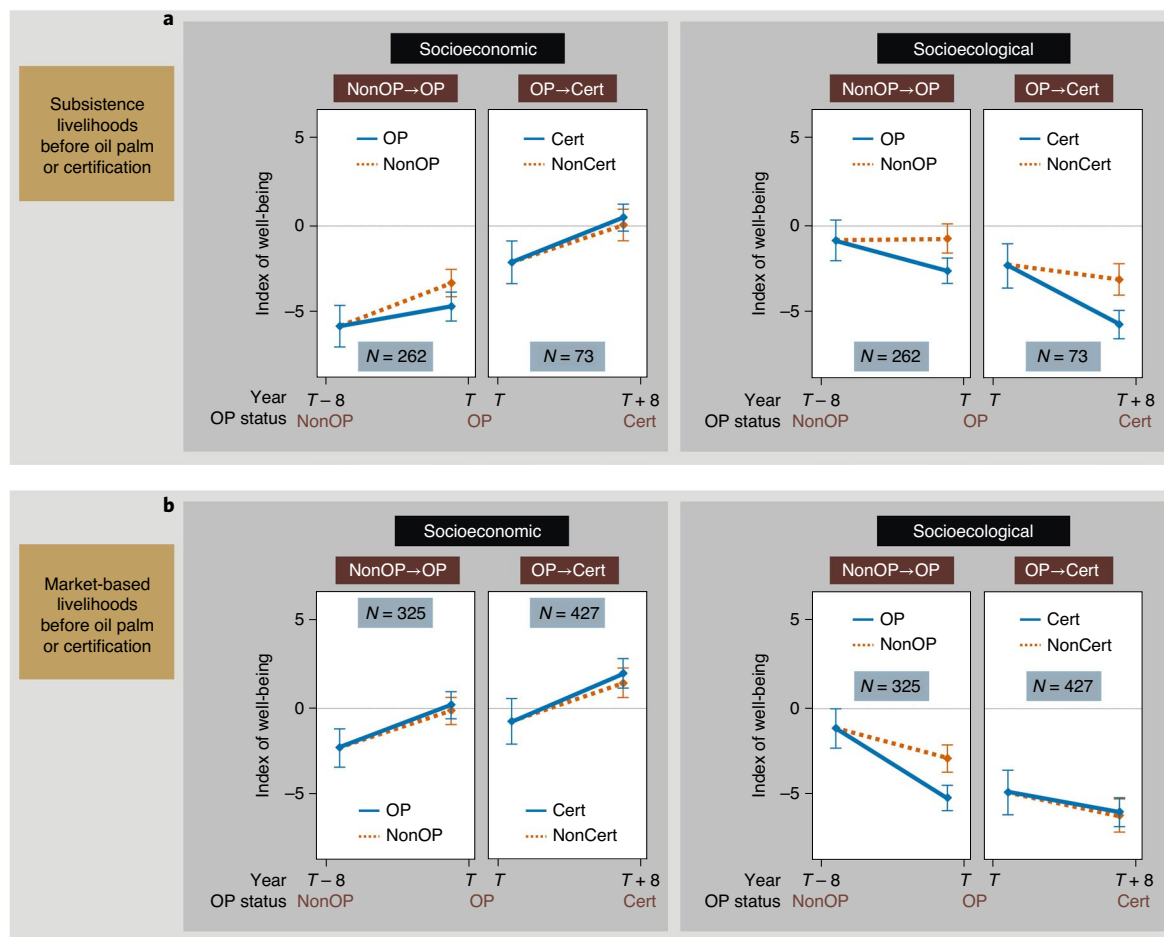 a
Subsistence
livelihoods
before oil palm
or certification
Socioeconomic
NonOP→OP
OP→Cert
Index of well-being
5
0
–5
OP
NonOP
N = 262
Cert
NonCert
N = 73
Year T – 8 T T T + 8
OP status NonOP OP Cert
Socioecological
NonOP→OP
OP→Cert
Index of well-being
5
0
–5
OP
NonOP
N = 262
Cert
NonCert
N = 73
Year T – 8 T T T + 8
OP status NonOP OP Cert
b
Market-based
livelihoods
before oil palm
or certification
Socioeconomic
NonOP→OP
OP→Cert
Index of well-being
5
0
–5
N = 325
OP
NonOP
N = 427
Cert
NonCert
Year T – 8 T T T + 8
OP status NonOP OP Cert
Socioecological
NonOP→OP
OP→Cert
Index of well-being
5
0
–5
OP
NonOP
N = 325
Cert
NonCert
N = 427
Year T – 8 T T T + 8
OP status NonOP OP Cert